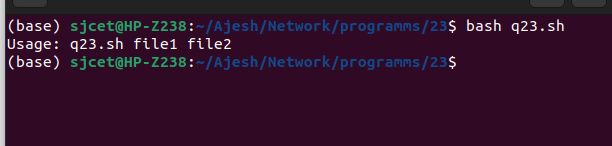 (base) sjcet@HP-Z238:~/Ajesh/Network/programms/23$ bash q23.sh
Usage: q23.sh file1 file2
(base) sjcet@HP-Z238:~/Ajesh/Network/programms/23$